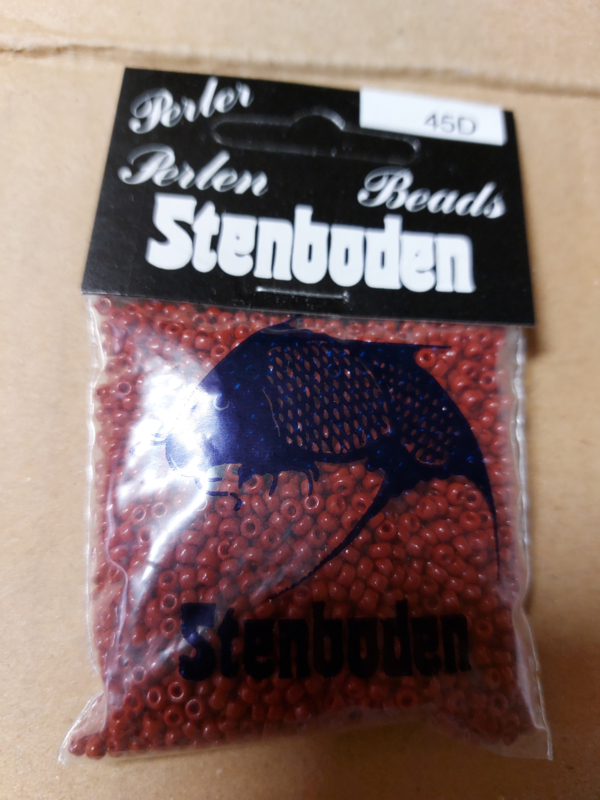 Perler
45D
Perlen
Beads
Stenboden
Stenboden